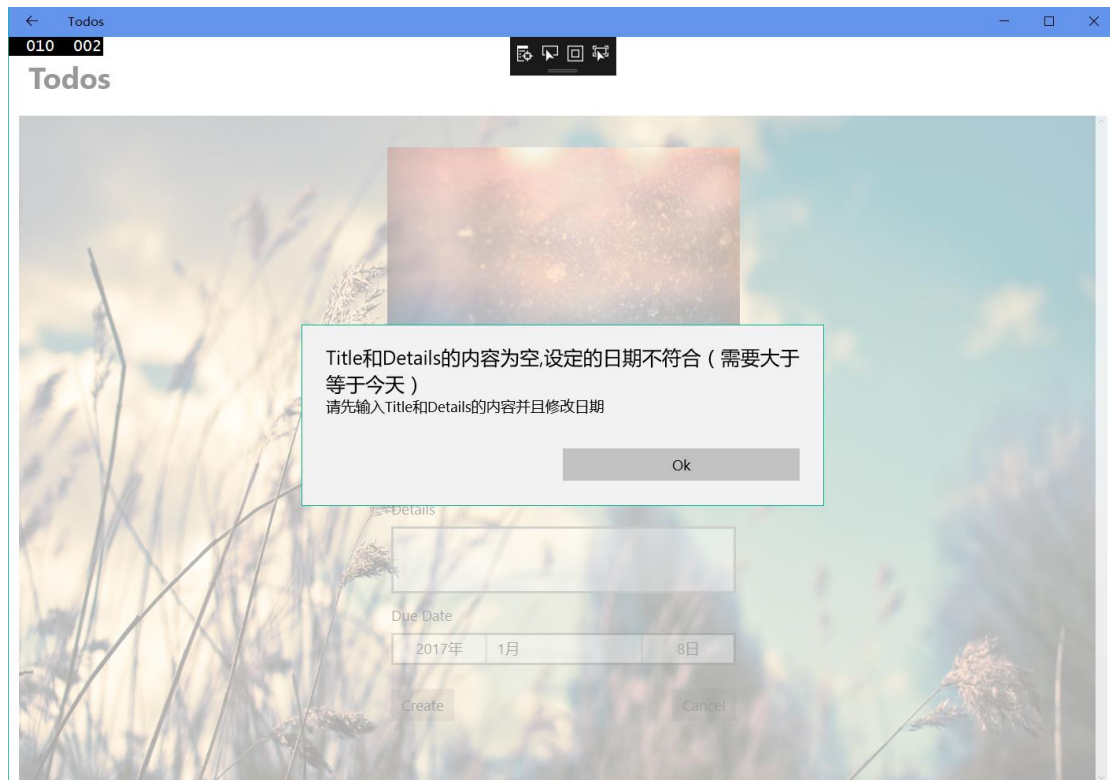 Todos
010 002
Todos
Title和Details的内容为空,设定的日期不符合（需要大于
等于今天）
请先输入Title和Details的内容并且修改日期
Ok
Details
Due Date
2017年 1月 8日
Create Cancel